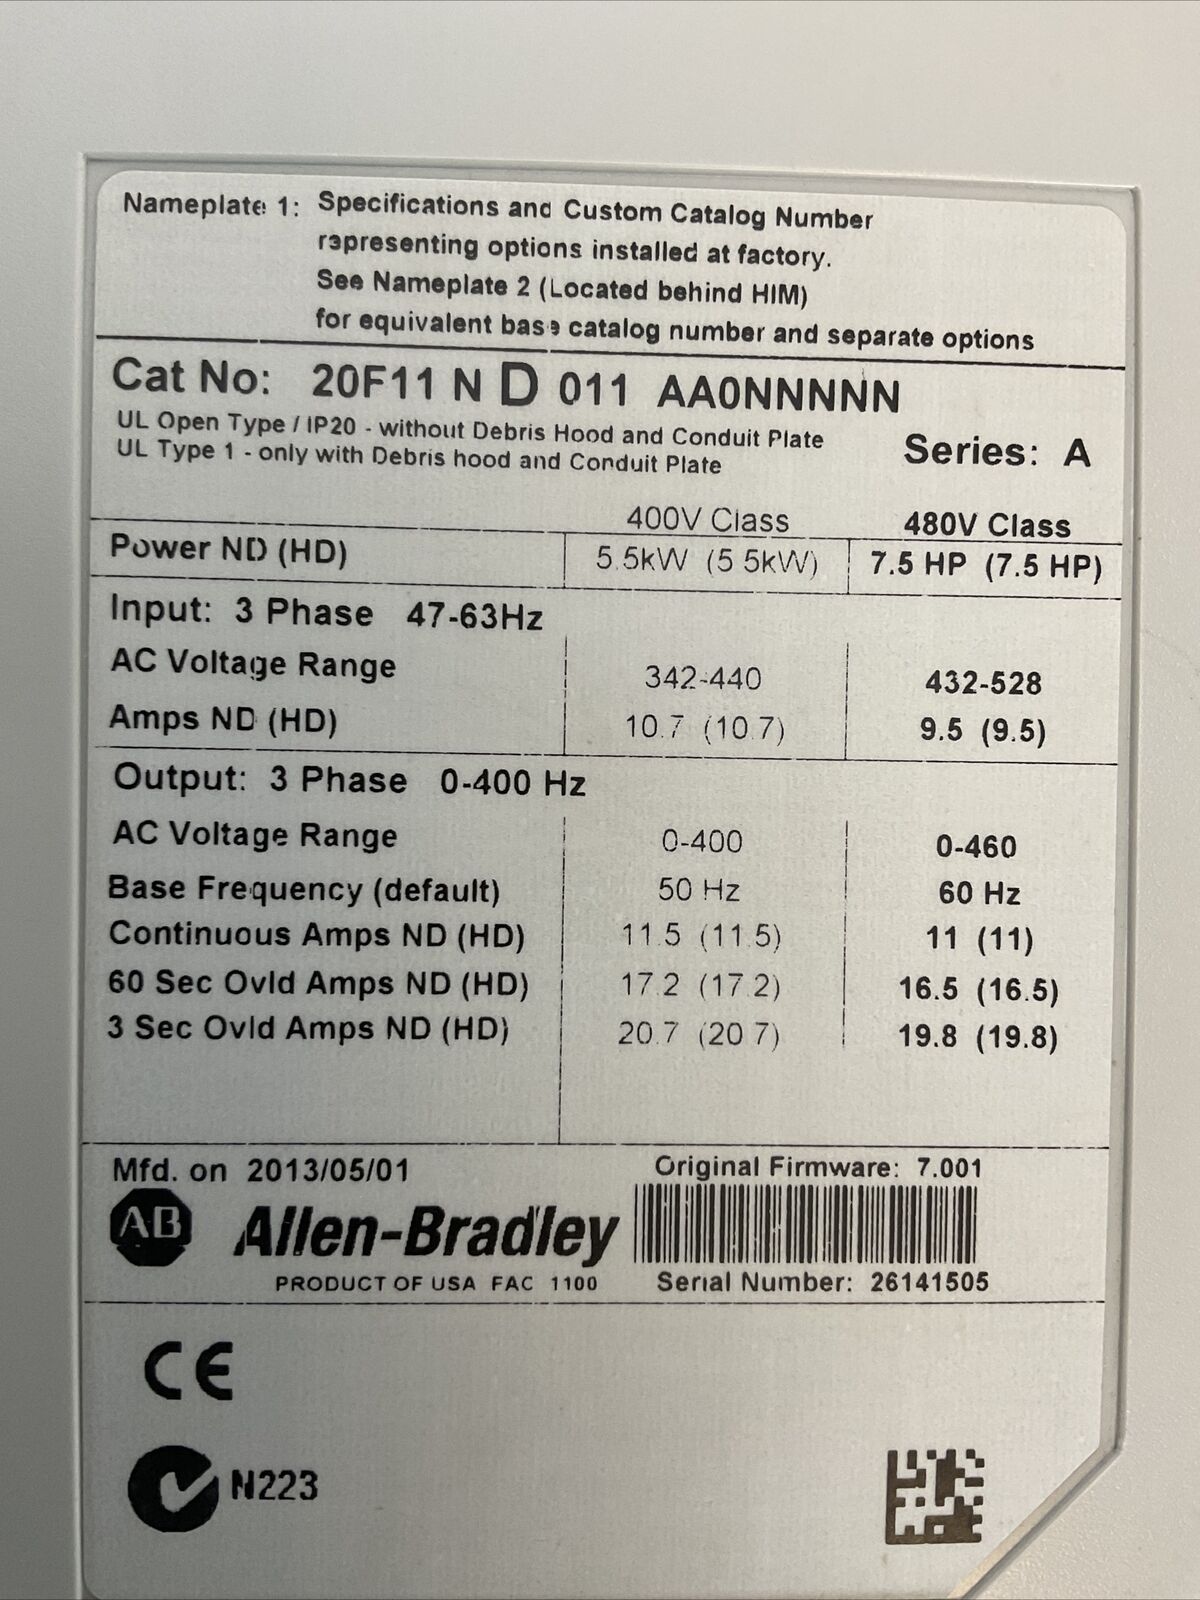 Nameplate 1: Specifications and Custom Catalog Number
representing options installed at factory.
See Nameplate 2 (Located behind HIM)
for equivalent base catalog number and separate options
Cat No: 20F11 N D 011 AA0NNNNN
UL Open Type / IP20 - without Debris Hood and Conduit Plate
UL Type 1 - only with Debris hood and Conduit Plate
Series: A
400V Class 480V Class
Power ND (HD) 5.5kW (5.5kW) 7.5 HP (7.5 HP)
Input: 3 Phase 47-63Hz
AC Voltage Range 342-440 432-528
Amps ND (HD) 10.7 (10.7) 9.5 (9.5)
Output: 3 Phase 0-400 Hz
AC Voltage Range 0-400 0-460
Base Frequency (default) 50 Hz 60 Hz
Continuous Amps ND (HD) 11.5 (11.5) 11 (11)
60 Sec Ovld Amps ND (HD) 17.2 (17.2) 16.5 (16.5)
3 Sec Ovld Amps ND (HD) 20.7 (20.7) 19.8 (19.8)
Mfd. on 2013/05/01 Original Firmware: 7.001
AB Allen-Bradley
PRODUCT OF USA FAC 1100 Serial Number: 26141505
CE
N223